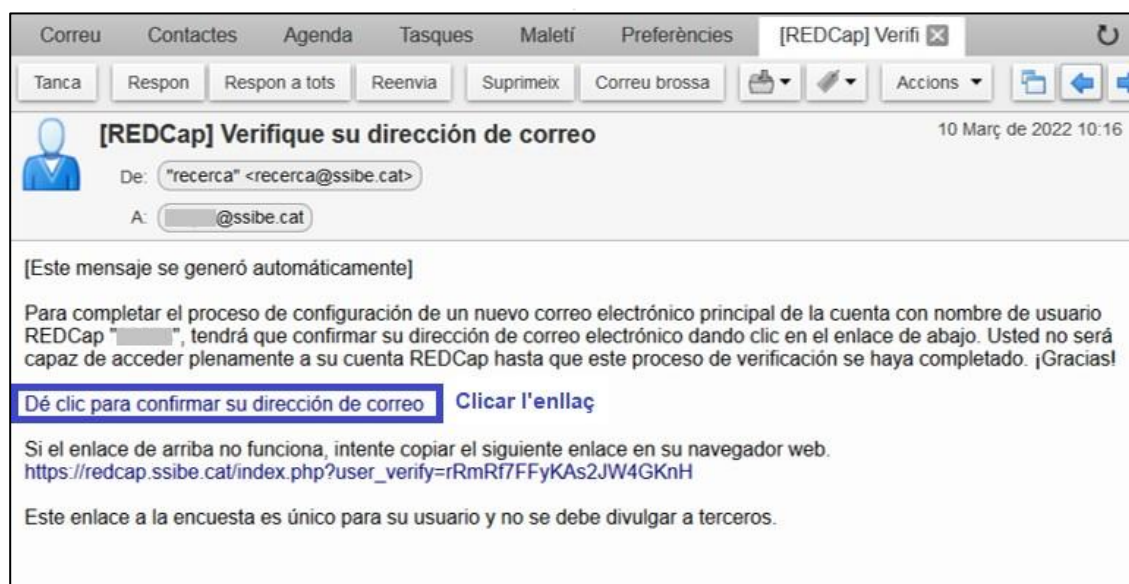 Correu Contactes Agenda Tasques Maletí Preferències [REDCap] Verifi
Tanca Respon Respon a tots Reenvia Suprimeix Correu brossa Accions
[REDCap] Verifique su dirección de correo 10 Març de 2022 10:16
De: "recerca" <recerca@ssibe.cat>
A: @ssibe.cat
[Este mensaje se generó automáticamente]
Para completar el proceso de configuración de un nuevo correo electrónico principal de la cuenta con nombre de usuario
REDCap " ", tendrá que confirmar su dirección de correo electrónico dando clic en el enlace de abajo. Usted no será
capaz de acceder plenamente a su cuenta REDCap hasta que este proceso de verificación se haya completado. ¡Gracias!
Dé clic para confirmar su dirección de correo Clicar l'enllaç
Si el enlace de arriba no funciona, intente copiar el siguiente enlace en su navegador web.
https://redcap.ssibe.cat/index.php?user_verify=rRmRf7FFyKAs2JW4GKnH
Este enlace a la encuesta es único para su usuario y no se debe divulgar a terceros.